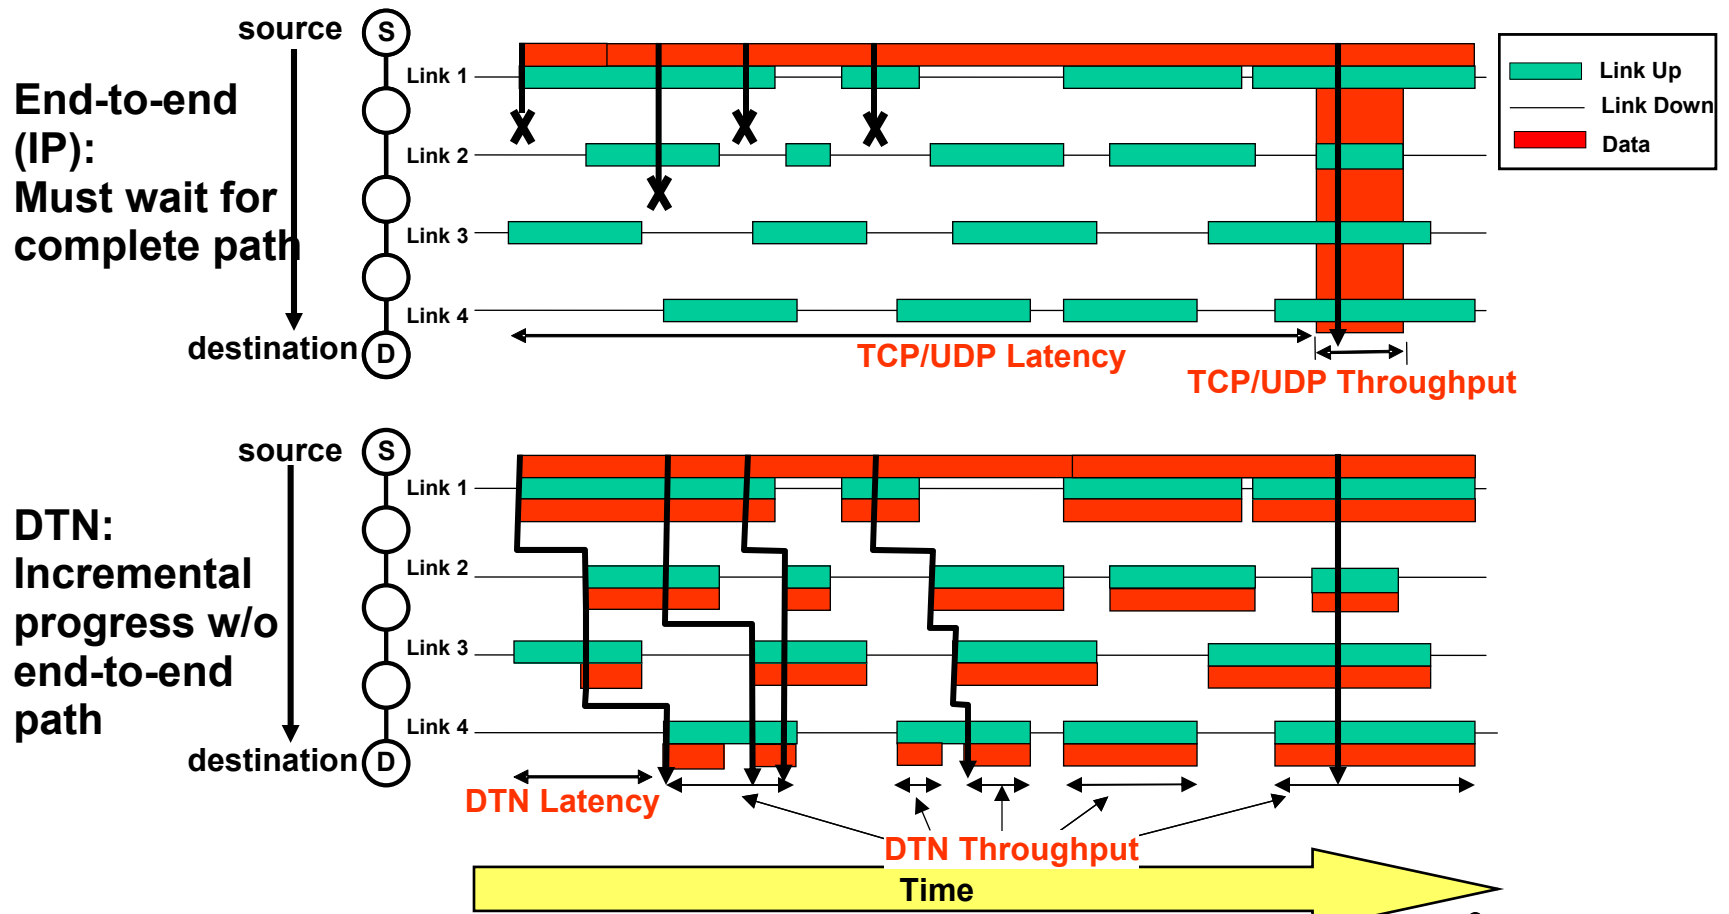 source
S
End-to-end
(IP):
Must wait for
complete path
destination
D
Link 1
Link 2
Link 3
Link 4
TCP/UDP Latency
TCP/UDP Throughput
Link Up
Link Down
Data
source
S
DTN:
Incremental
progress w/o
end-to-end
path
destination
D
Link 1
Link 2
Link 3
Link 4
DTN Latency
DTN Throughput
Time